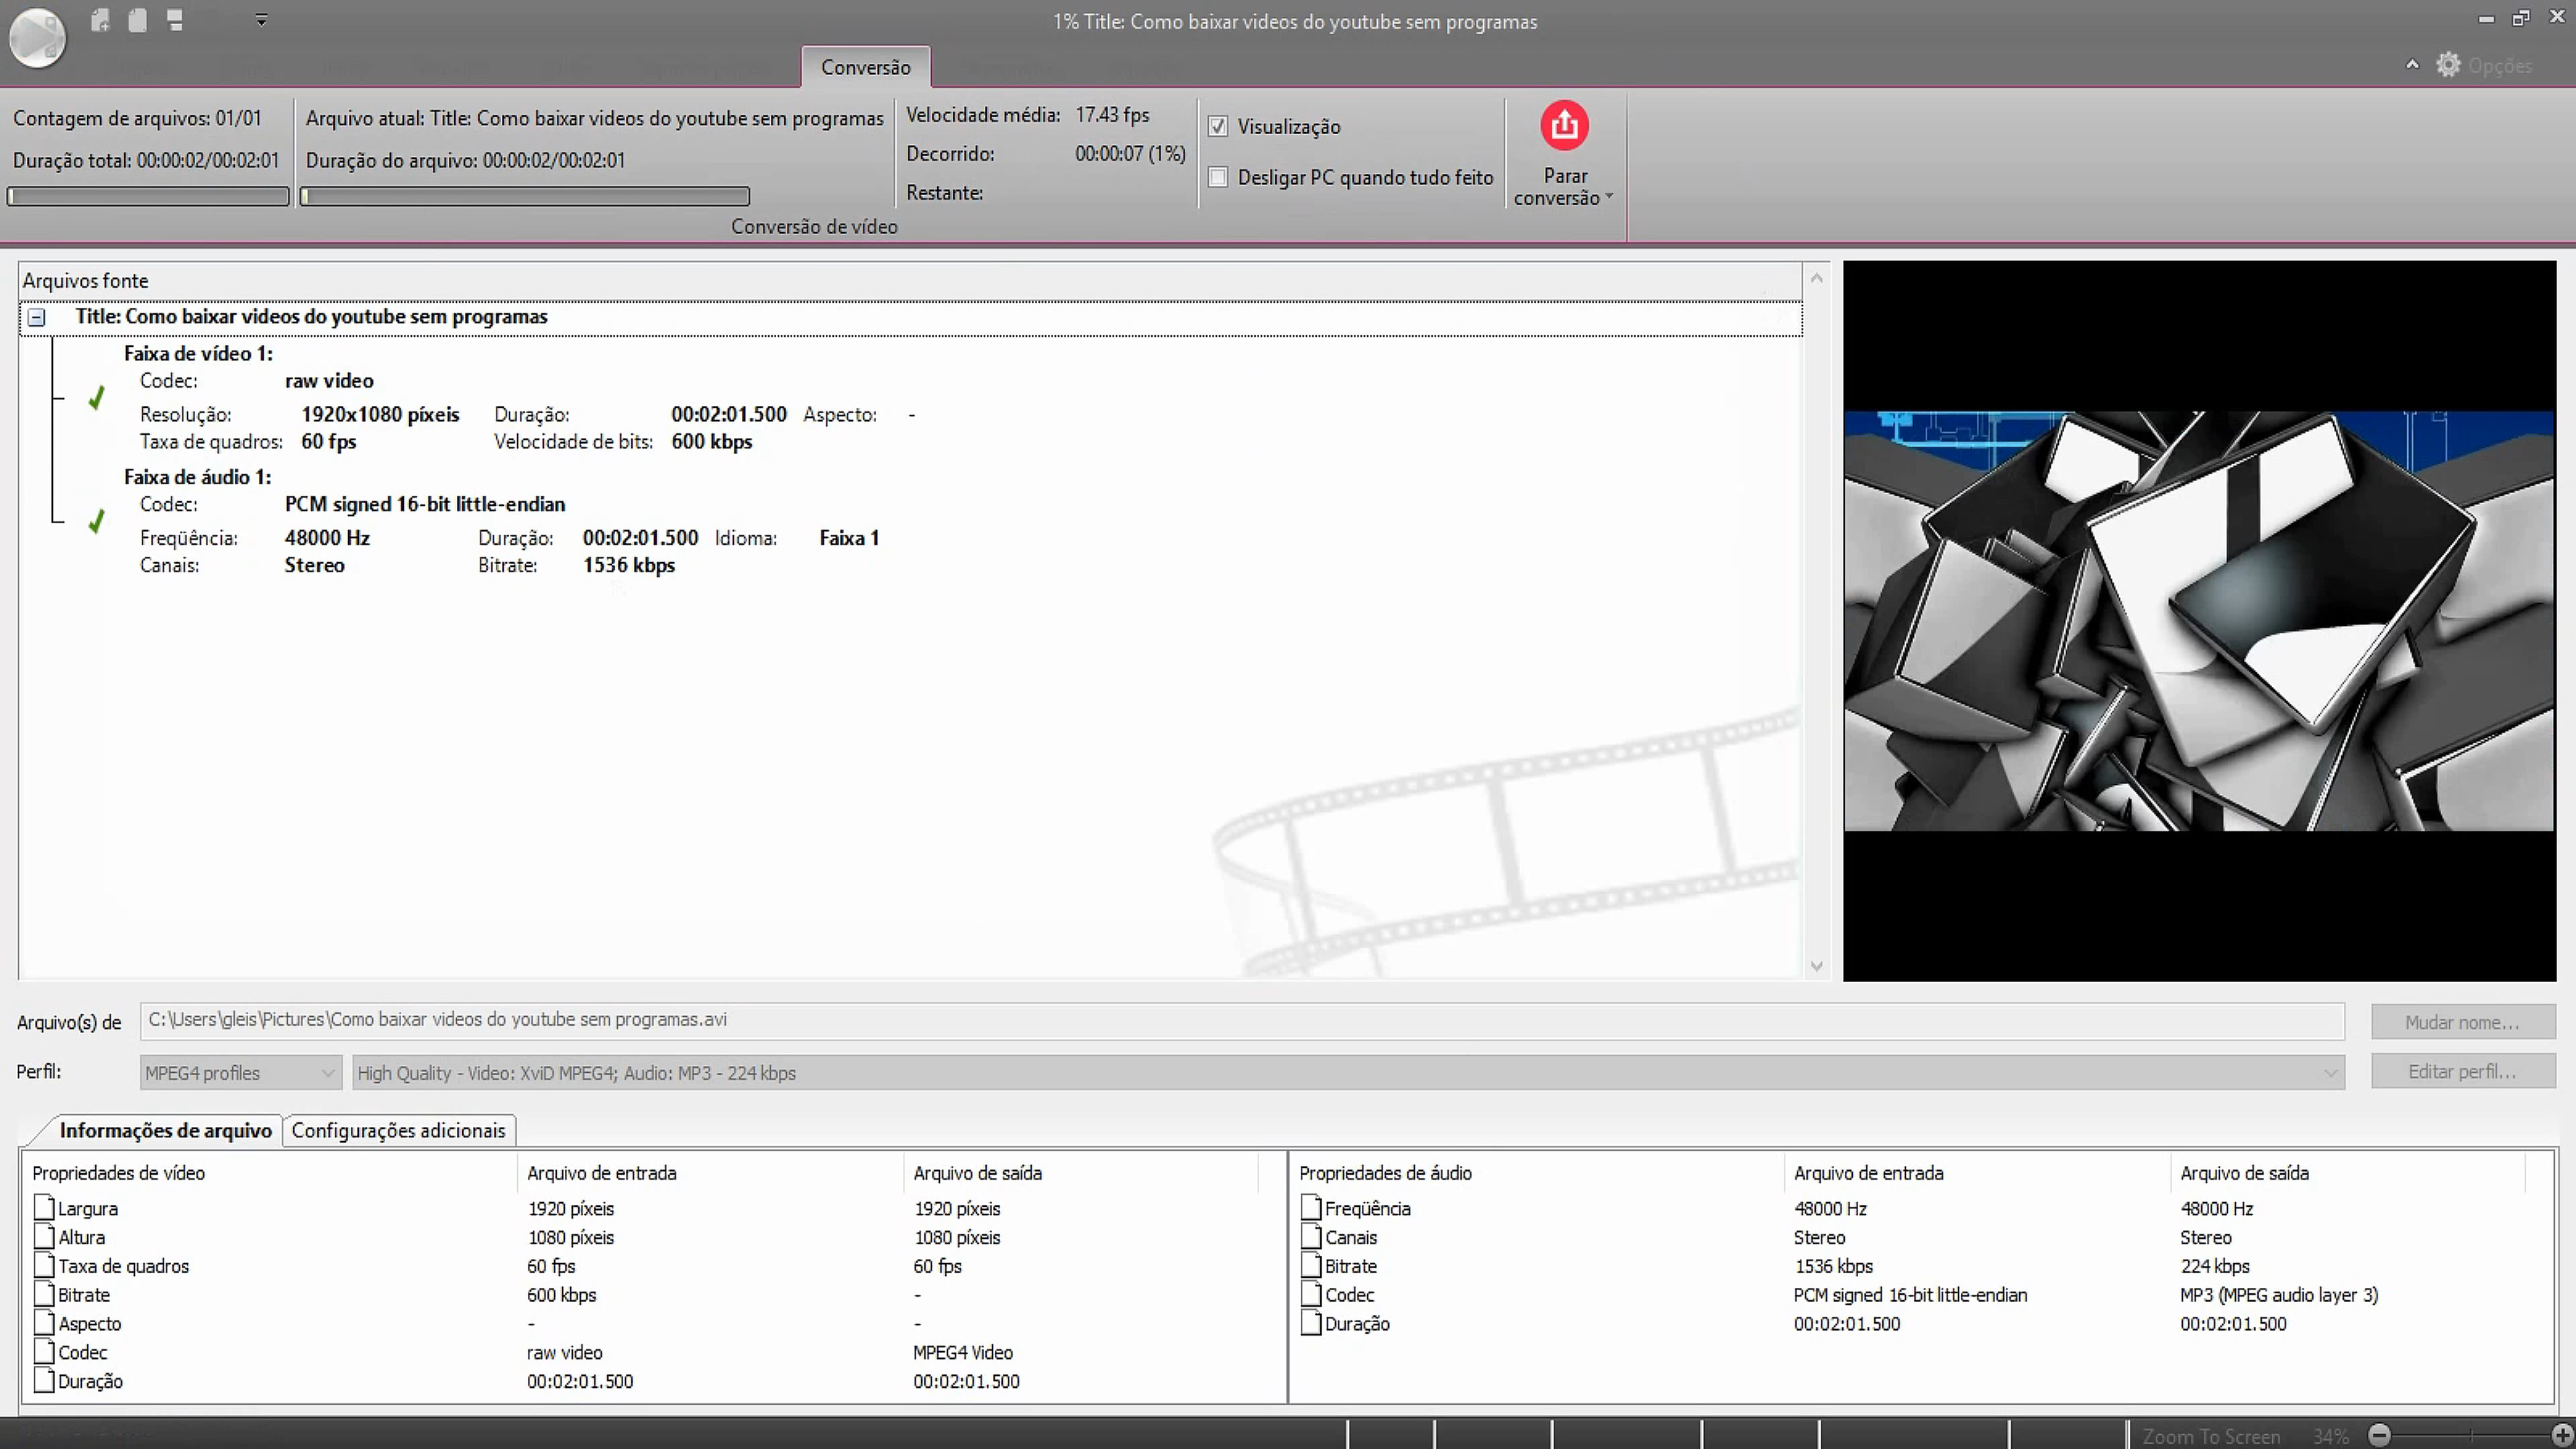 1% Title: Como baixar videos do youtube sem programas
Conversão
Opções
Contagem de arquivos: 01/01
Duração total: 00:00:02/00:02:01
Arquivo atual: Title: Como baixar videos do youtube sem programas
Duração do arquivo: 00:00:02/00:02:01
Velocidade média: 17.43 fps
Decorrido: 00:00:07 (1%)
Restante:
Visualização
Desligar PC quando tudo feito
Parar
conversão
Conversão de vídeo
Arquivos fonte
Title: Como baixar videos do youtube sem programas
Faixa de vídeo 1:
Codec: raw video
Resolução: 1920x1080 píxeis Duração: 00:02:01.500 Aspecto: -
Taxa de quadros: 60 fps Velocidade de bits: 600 kbps
Faixa de áudio 1:
Codec: PCM signed 16-bit little-endian
Freqüência: 48000 Hz Duração: 00:02:01.500 Idioma: Faixa 1
Canais: Stereo Bitrate: 1536 kbps
Arquivo(s) de C:\Users\gleis\Pictures\Como baixar videos do youtube sem programas.avi Mudar nome...
Perfil: MPEG4 profiles High Quality - Video: XviD MPEG4; Audio: MP3 - 224 kbps Editar perfil...
Informações de arquivo Configurações adicionais
Propriedades de vídeo Arquivo de entrada Arquivo de saída
Largura 1920 píxeis 1920 píxeis
Altura 1080 píxeis 1080 píxeis
Taxa de quadros 60 fps 60 fps
Bitrate 600 kbps -
Aspecto - -
Codec raw video MPEG4 Video
Duração 00:02:01.500 00:02:01.500
Propriedades de áudio Arquivo de entrada Arquivo de saída
Freqüência 48000 Hz 48000 Hz
Canais Stereo Stereo
Bitrate 1536 kbps 224 kbps
Codec PCM signed 16-bit little-endian MP3 (MPEG audio layer 3)
Duração 00:02:01.500 00:02:01.500
Zoom To Screen 34%